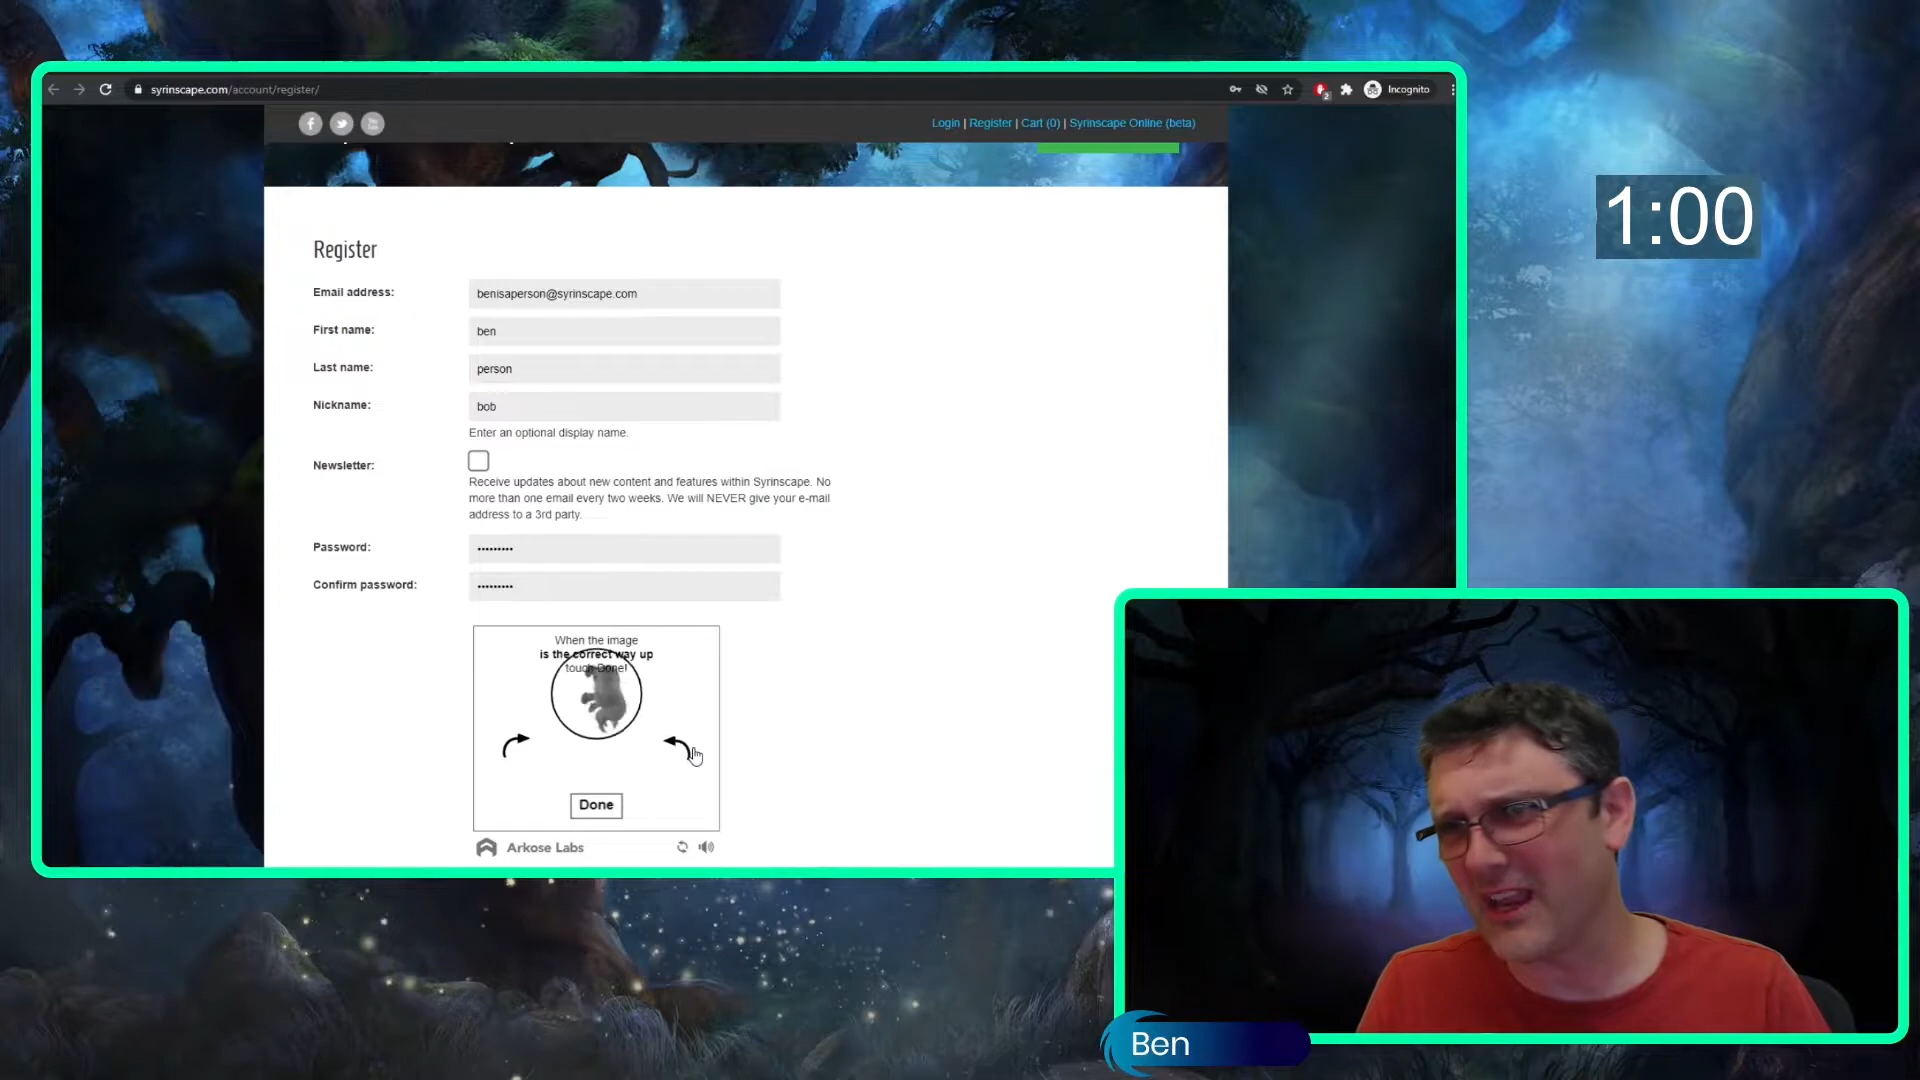 syrinscape.com/account/register/
2
Incognito
Login | Register | Cart (0) | Syrinscape Online (beta)
1:00
Register
Email address:
benisaperson@syrinscape.com
First name:
ben
Last name:
person
Nickname:
bob
Enter an optional display name.
Newsletter:
Receive updates about new content and features within Syrinscape. No
more than one email every two weeks. We will NEVER give your e-mail
address to a 3rd party.
Password:
•••••••••
Confirm password:
•••••••••
When the image
is the correct way up
touch Done!
Done
Arkose Labs
Ben